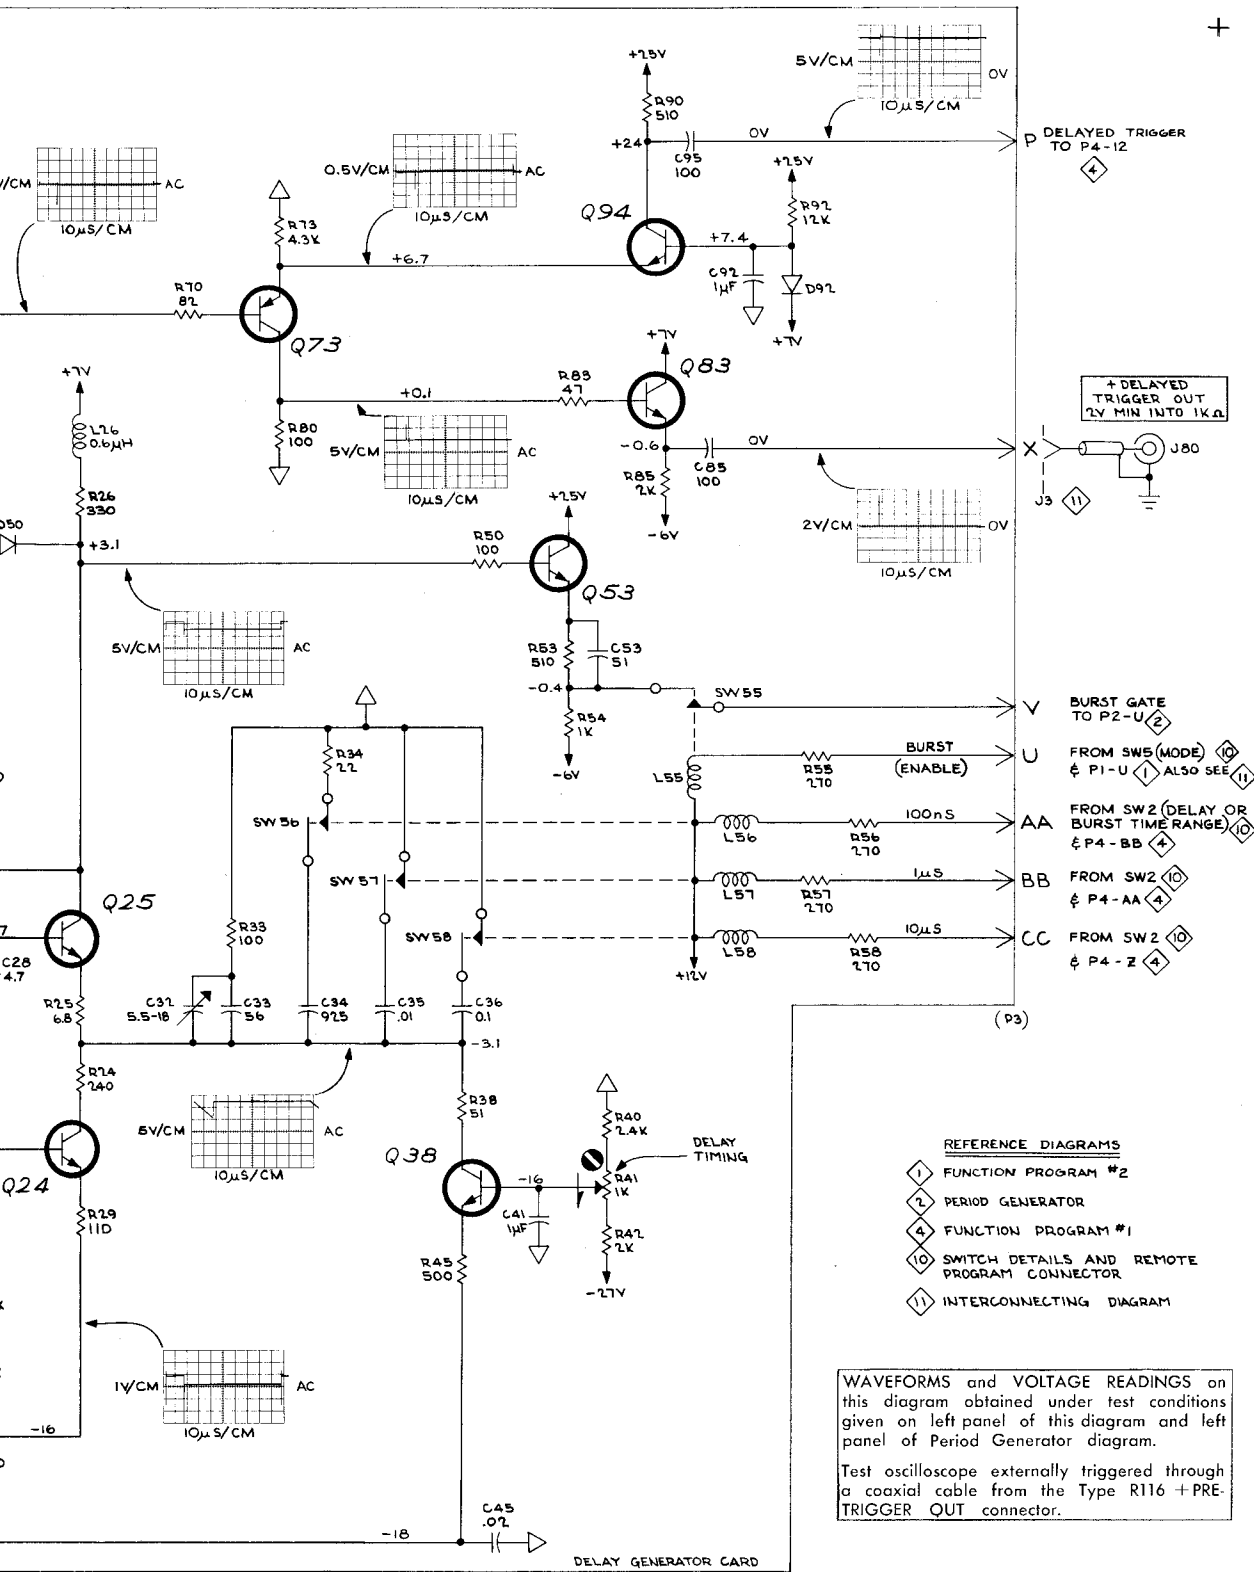 +
+25V
5V/CM
0V
10µS/CM
R90
510
+24
0V
C95
100
P
DELAYED TRIGGER
TO P4-12
4
V/CM
AC
10µS/CM
0.5V/CM
AC
10µS/CM
+25V
R92
12K
Q94
+7.4
R73
4.3K
+6.7
C92
1µF
D92
+7V
R70
82
Q73
+7V
Q83
R83
47
+0.1
+7V
L26
0.6µH
R80
100
5V/CM
AC
10µS/CM
-0.6
0V
C85
100
R85
2K
-6V
+ DELAYED
TRIGGER OUT
2V MIN INTO 1KΩ
X
J80
J3
11
2V/CM
0V
10µS/CM
R26
330
D50
+3.1
+25V
R50
100
Q53
5V/CM
AC
10µS/CM
R53
510
C53
51
-0.4
SW55
R54
1K
-6V
V
BURST GATE
TO P2-U
2
L55
R55
270
BURST
(ENABLE)
U
FROM SW5 (MODE)
10
& P1-U
1
ALSO SEE
11
R34
22
SW56
L56
R56
270
100nS
AA
FROM SW2 (DELAY OR
BURST TIME RANGE)
10
& P4-BB
4
SW57
L57
R57
270
1µS
BB
FROM SW2
10
& P4-AA
4
Q25
R33
100
SW58
L58
R58
270
10µS
CC
FROM SW2
10
& P4-Z
4
+12V
7
C28
4.7
R25
6.8
C32
5.5-18
C33
56
C34
925
C35
.01
C36
0.1
(P3)
-3.1
R24
240
5V/CM
AC
10µS/CM
R38
51
R40
2.4K
DELAY
TIMING
Q24
Q38
-16
R41
1K
C41
1µF
R42
2K
R29
110
R45
500
-27V
REFERENCE DIAGRAMS
1 FUNCTION PROGRAM #2
2 PERIOD GENERATOR
4 FUNCTION PROGRAM #1
10 SWITCH DETAILS AND REMOTE
PROGRAM CONNECTOR
11 INTERCONNECTING DIAGRAM
1V/CM
AC
10µS/CM
-16
WAVEFORMS and VOLTAGE READINGS on
this diagram obtained under test conditions
given on left panel of this diagram and left
panel of Period Generator diagram.
Test oscilloscope externally triggered through
a coaxial cable from the Type R116 +PRE-
TRIGGER OUT connector.
C45
.02
-18
DELAY GENERATOR CARD